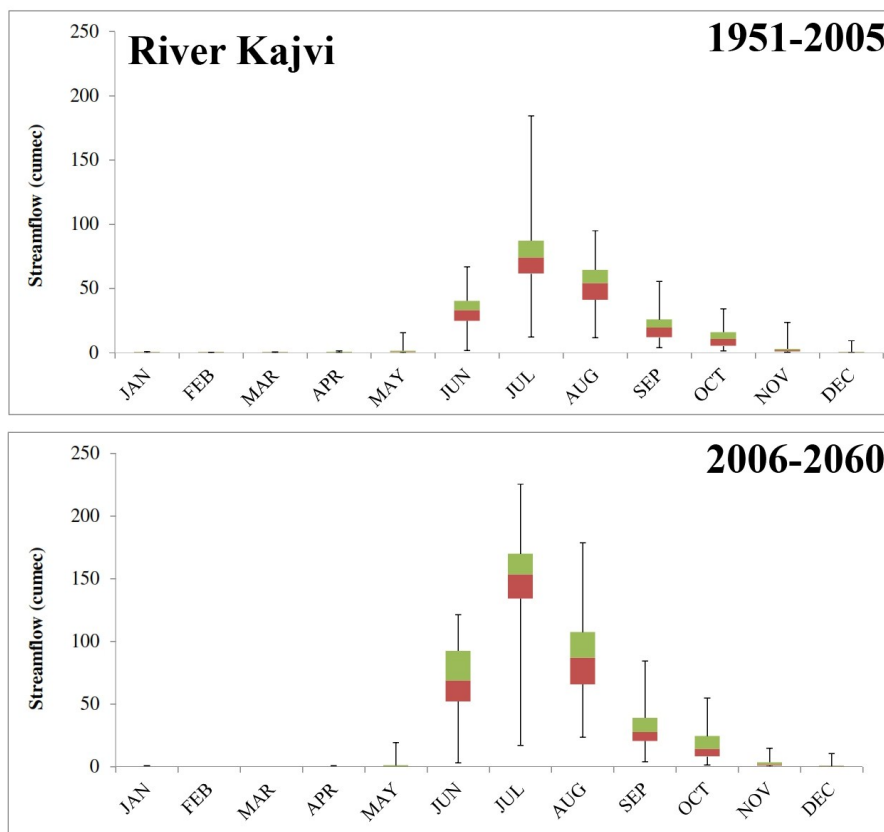 River Kajvi
1951-2005
Streamflow (cumec)
250
200
150
100
50
0
JAN FEB MAR APR MAY JUN JUL AUG SEP OCT NOV DEC
2006-2060
Streamflow (cumec)
250
200
150
100
50
0
JAN FEB MAR APR MAY JUN JUL AUG SEP OCT NOV DEC